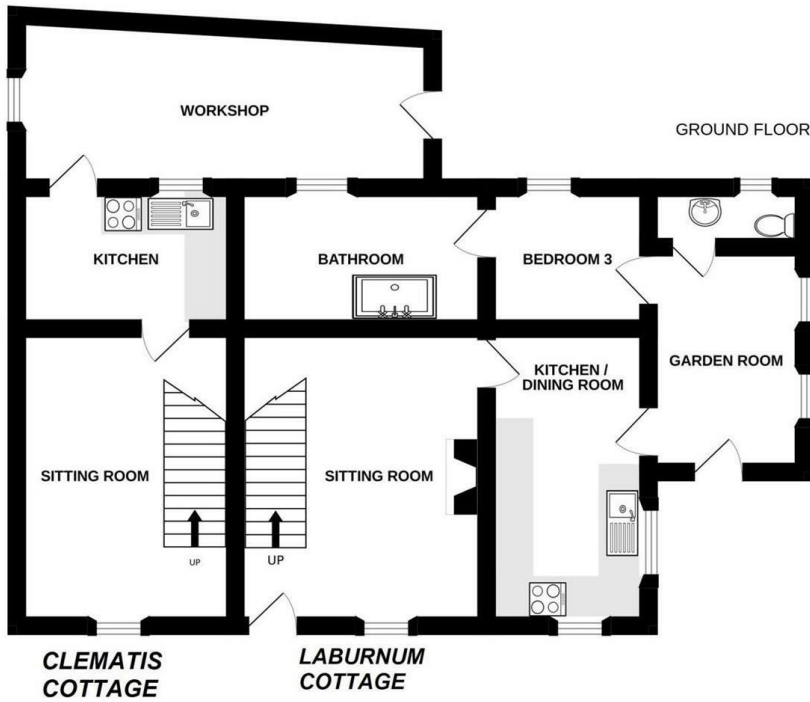 WORKSHOP
GROUND FLOOR
KITCHEN
BATHROOM
BEDROOM 3
GARDEN ROOM
KITCHEN /
DINING ROOM
SITTING ROOM
SITTING ROOM
UP
UP
CLEMATIS
COTTAGE
LABURNUM
COTTAGE